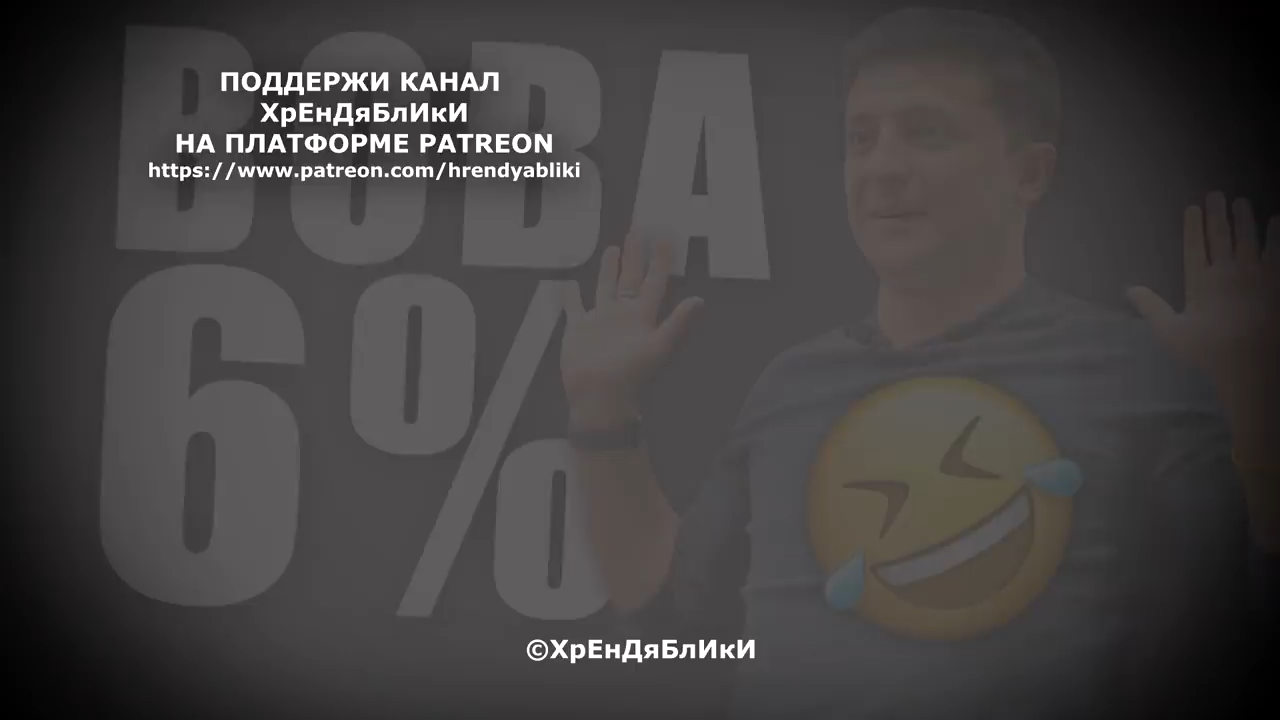 ВОВА
6%
ПОДДЕРЖИ КАНАЛ
ХрЕнДяБлИкИ
НА ПЛАТФОРМЕ PATREON
https://www.patreon.com/hrendyabliki
©ХрЕнДяБлИкИ